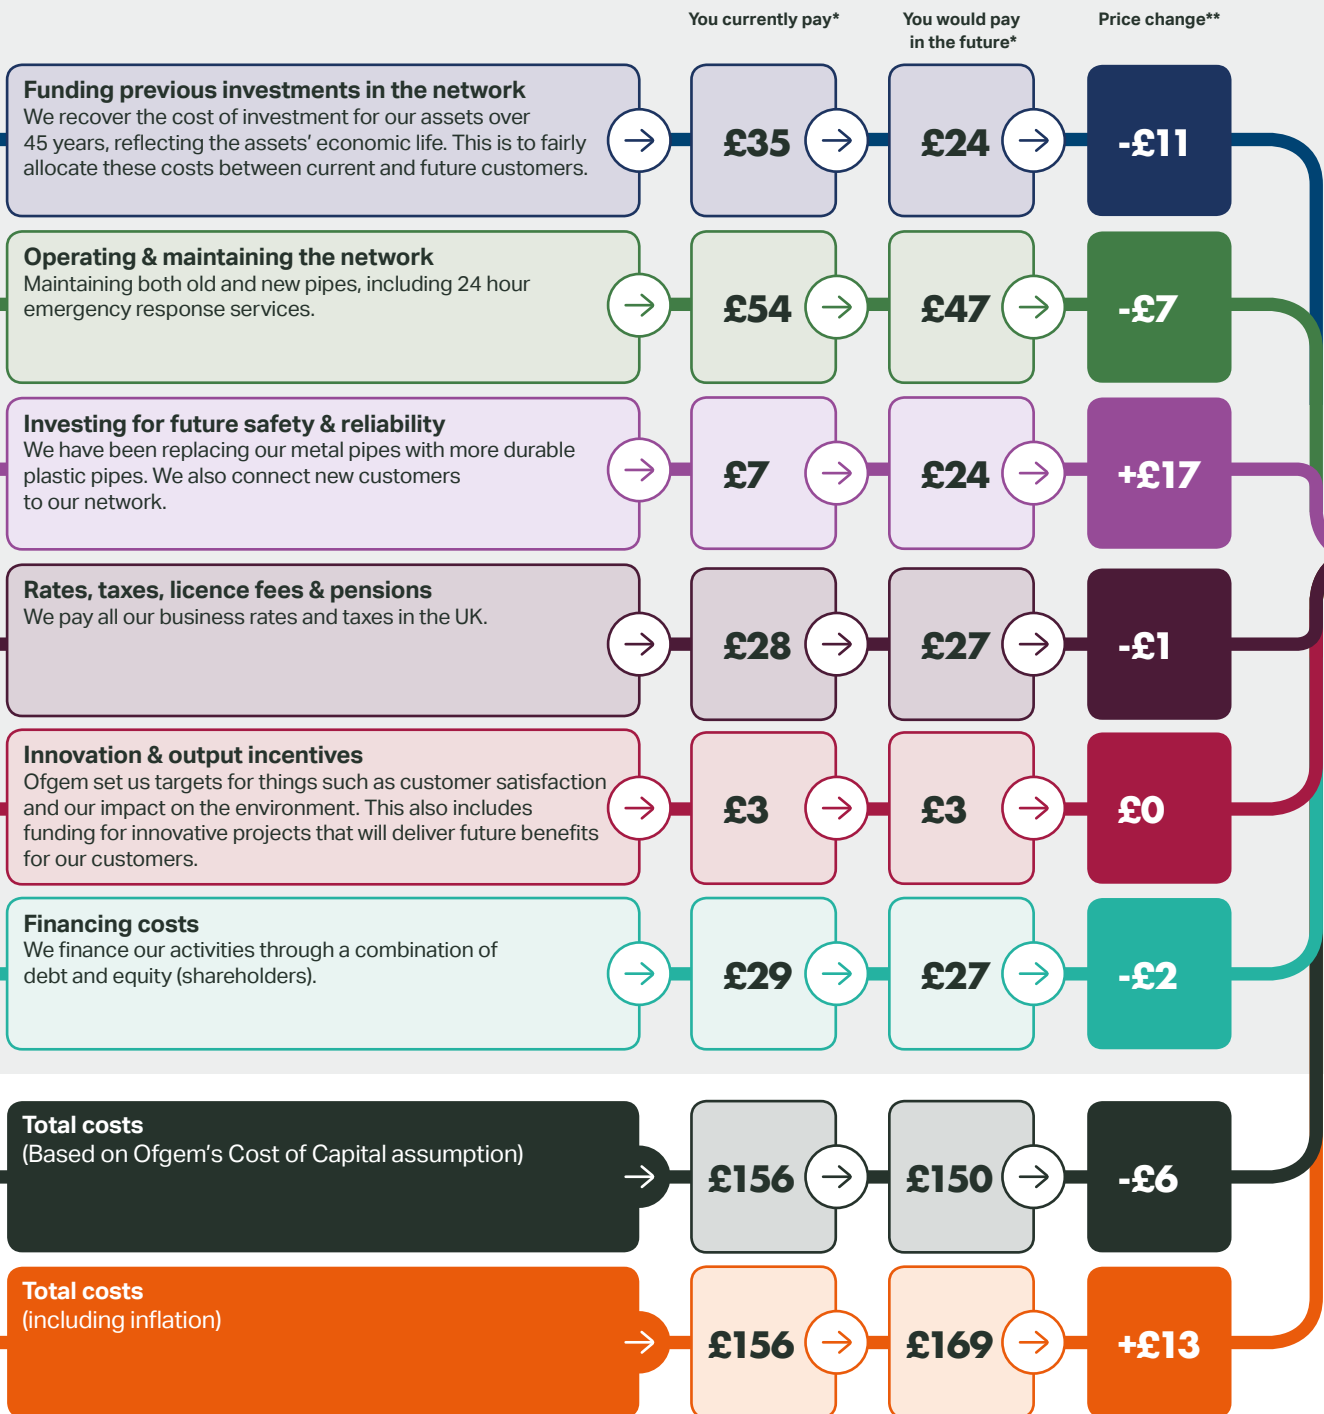 You currently pay*
You would pay
in the future*
Price change**
Funding previous investments in the network
We recover the cost of investment for our assets over
45 years, reflecting the assets' economic life. This is to fairly
allocate these costs between current and future customers.
£35
£24
-£11
Operating & maintaining the network
Maintaining both old and new pipes, including 24 hour
emergency response services.
£54
£47
-£7
Investing for future safety & reliability
We have been replacing our metal pipes with more durable
plastic pipes. We also connect new customers
to our network.
£7
£24
+£17
Rates, taxes, licence fees & pensions
We pay all our business rates and taxes in the UK.
£28
£27
-£1
Innovation & output incentives
Ofgem set us targets for things such as customer satisfaction
and our impact on the environment. This also includes
funding for innovative projects that will deliver future benefits
for our customers.
£3
£3
£0
Financing costs
We finance our activities through a combination of
debt and equity (shareholders).
£29
£27
-£2
Total costs
(Based on Ofgem's Cost of Capital assumption)
£156
£150
-£6
Total costs
(including inflation)
£156
£169
+£13